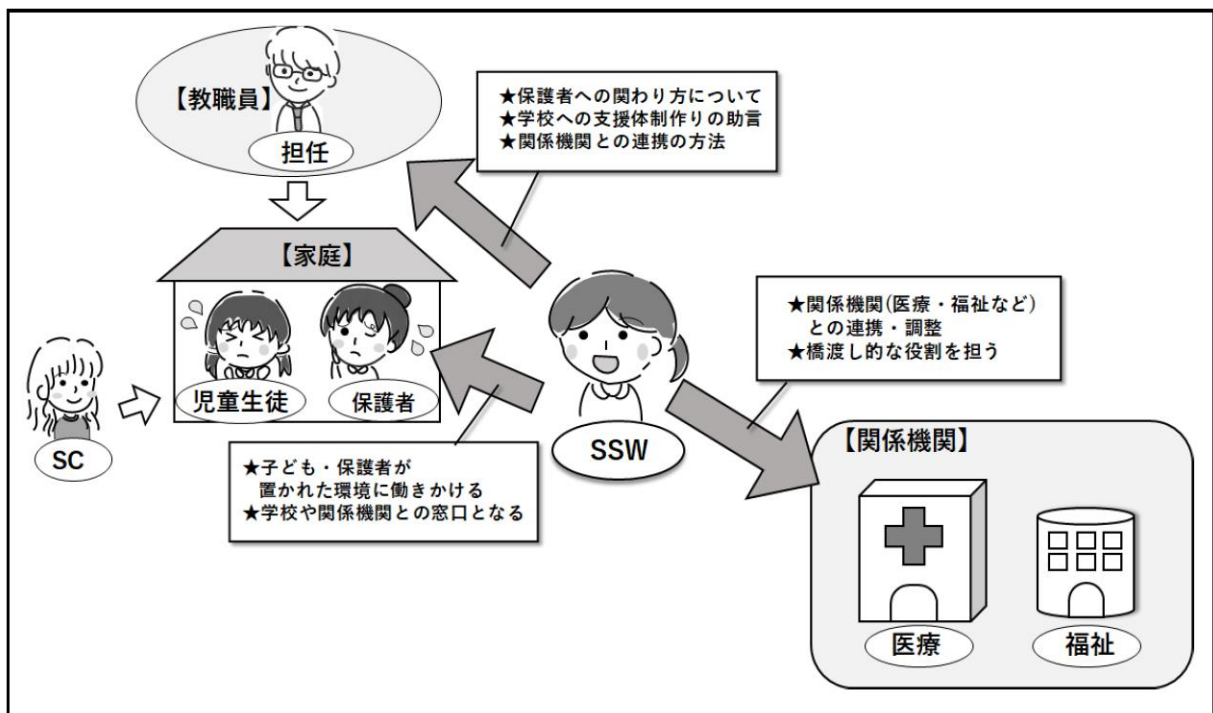 【教職員】
担任
★保護者への関わり方について
★学校への支援体制作りの助言
★関係機関との連携の方法
【家庭】
児童生徒
保護者
SC
SSW
★関係機関(医療・福祉など)
との連携・調整
★橋渡し的な役割を担う
★子ども・保護者が
置かれた環境に働きかける
★学校や関係機関との窓口となる
【関係機関】
医療
福祉